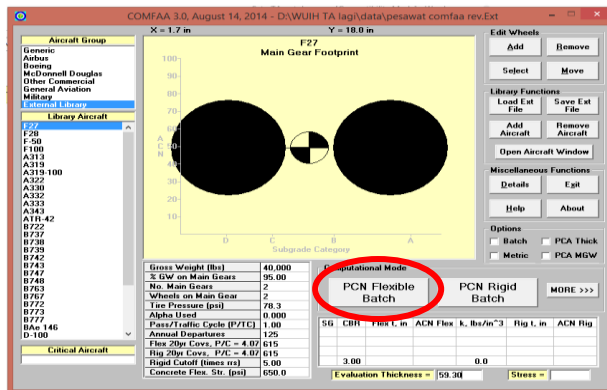 COMFAA 3.0, August 14, 2014 - D:\WUIH TA lagi\data\pesawat comfaa rev.Ext
Aircraft Group
Generic
Airbus
Boeing
McDonnell Douglas
Other Commercial
General Aviation
Military
External Library
Library Aircraft
F27
F28
F-50
F100
A313
A319
A319-100
A322
A330
A332
A333
A343
ATR-42
B722
B737
B738
B739
B742
B743
B747
B748
B763
B767
B772
B773
B777
BAe 146
D-100
Critical Aircraft
X = 1.7 in
Y = 18.0 in
F27
Main Gear Footprint
100
90
80
70
60
50
40
30
20
10
A
C
N
D
C
B
A
Subgrade Category
Gross Weight (lbs) 40,000
% GW on Main Gears 95.00
No. Main Gears 2
Wheels on Main Gear 2
Tire Pressure (psi) 78.3
Alpha Used 0.000
Pass/Traffic Cycle (P/TC) 1.00
Annual Departures 125
Flex 20yr Covs, P/C = 4.07 615
Rig 20yr Covs, P/C = 4.07 615
Rigid Cutoff (times rrs) 5.00
Concrete Flex. Str. (psi) 650.0
Computational Mode
PCN Flexible Batch
PCN Rigid Batch
MORE >>>
SG CBR Flex t, in ACN Flex k, lbs/in^3 Rig t, in ACN Rig
3.00 0.0
Evaluation Thickness = 59.30
Stress =
Edit Wheels
Add
Remove
Select
Move
Library Functions
Load Ext File
Save Ext File
Add Aircraft
Remove Aircraft
Open Aircraft Window
Miscellaneous Functions
Details
Exit
Help
About
Options
Batch
PCA Thick
Metric
PCA MGW